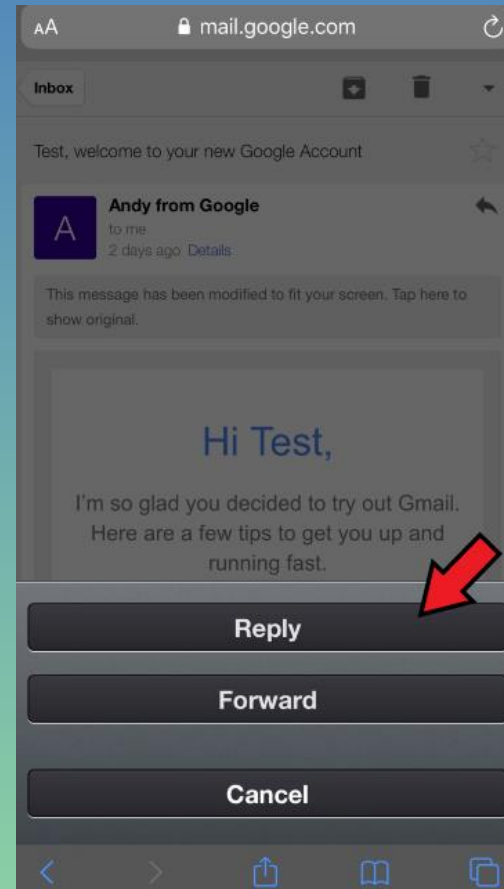 AA mail.google.com
Inbox
Test, welcome to your new Google Account
A
Andy from Google
to me
2 days ago Details
This message has been modified to fit your screen. Tap here to
show original.
Hi Test,
I'm so glad you decided to try out Gmail.
Here are a few tips to get you up and
running fast.
Reply
Forward
Cancel